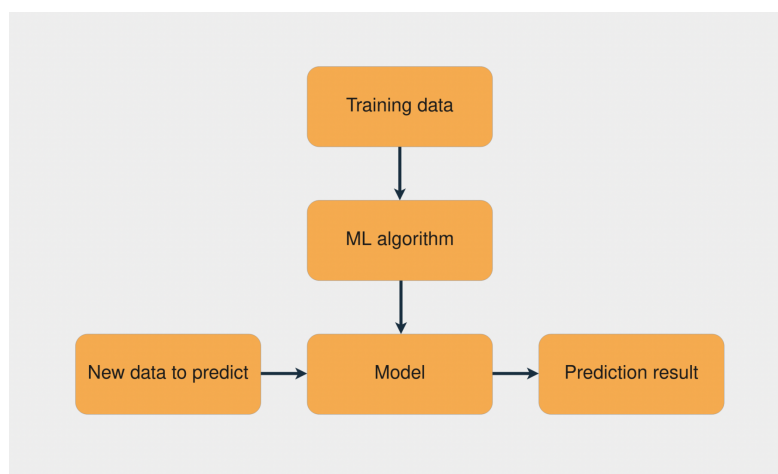 Training data
ML algorithm
New data to predict
Model
Prediction result